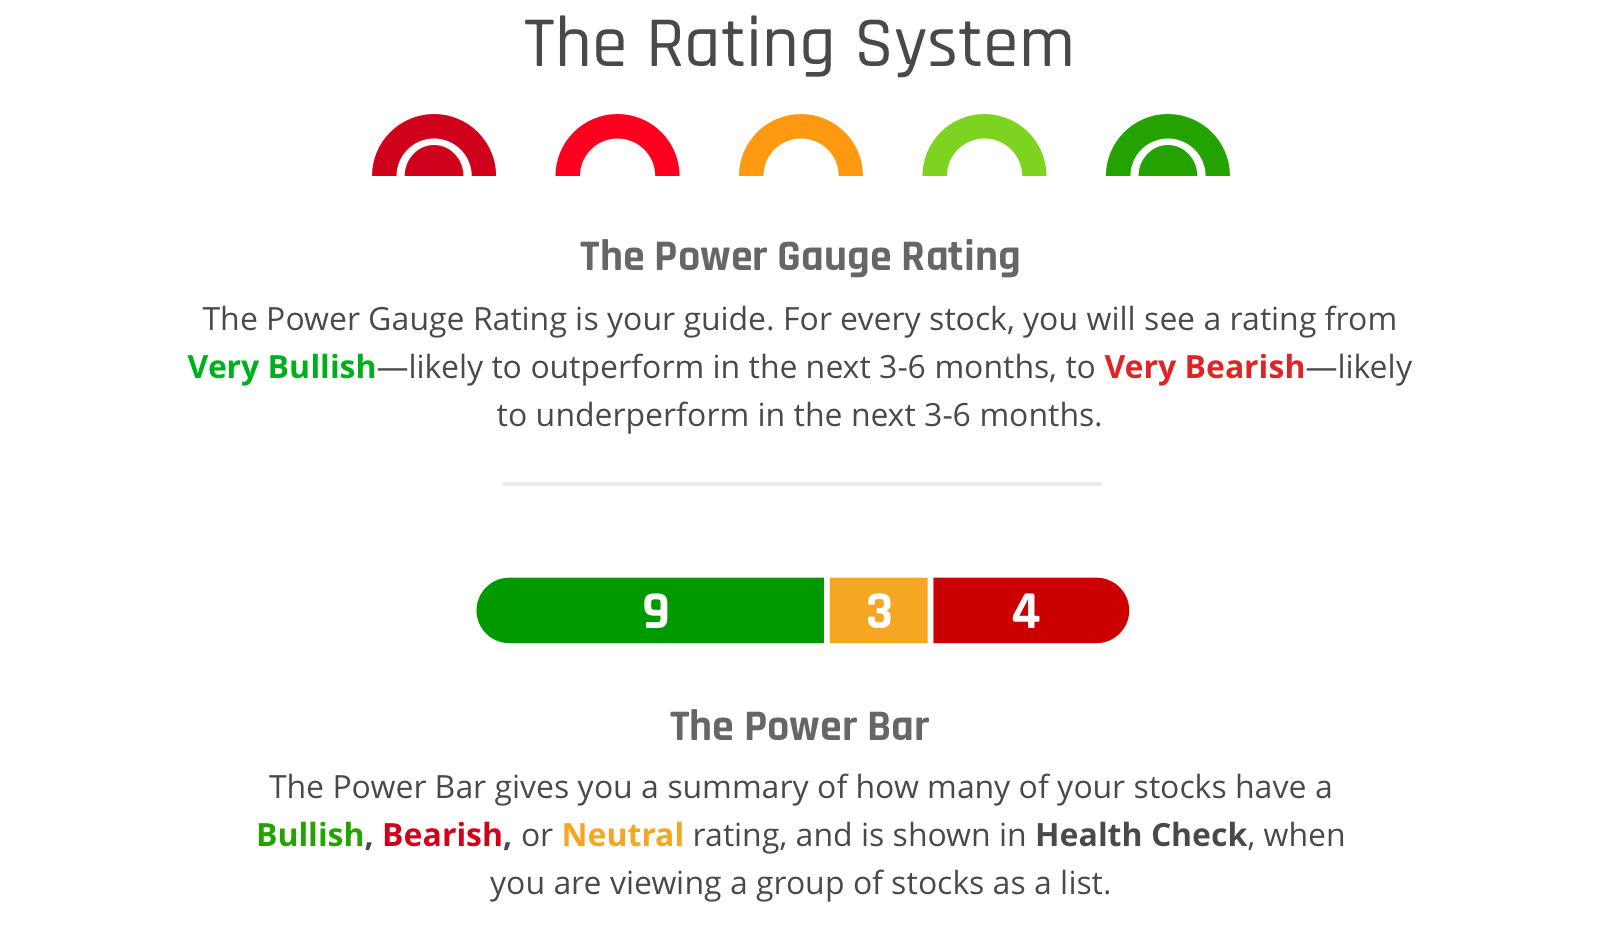 The Rating System
The Power Gauge Rating
The Power Gauge Rating is your guide. For every stock, you will see a rating from
Very Bullish—likely to outperform in the next 3-6 months, to Very Bearish—likely
to underperform in the next 3-6 months.
9 3 4
The Power Bar
The Power Bar gives you a summary of how many of your stocks have a
Bullish, Bearish, or Neutral rating, and is shown in Health Check, when
you are viewing a group of stocks as a list.